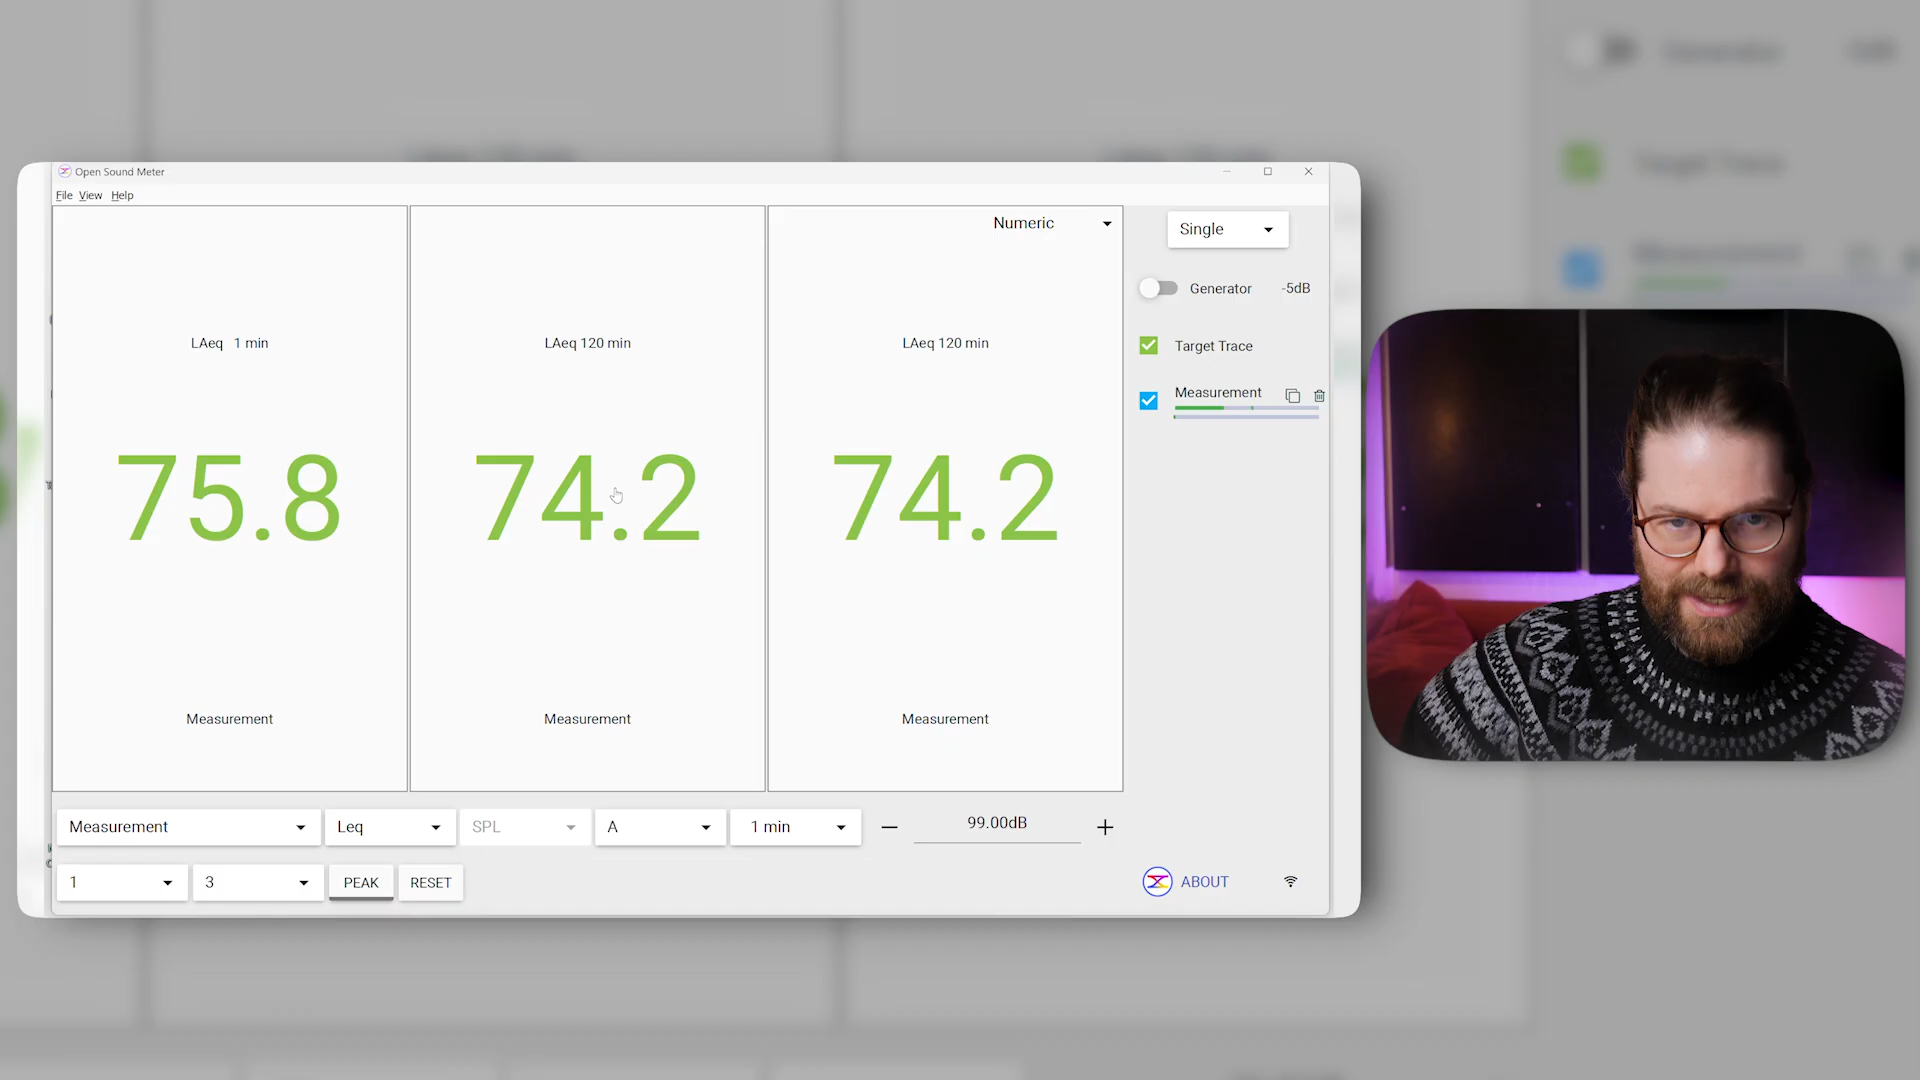 Open Sound Meter
File View Help
Numeric
LAeq 1 min
LAeq 120 min
LAeq 120 min
75.8
74.2
74.2
Measurement
Measurement
Measurement
Single
Generator -5dB
Target Trace
Measurement
Measurement
Leq
SPL
A
1 min
99.00dB
1
3
PEAK
RESET
ABOUT